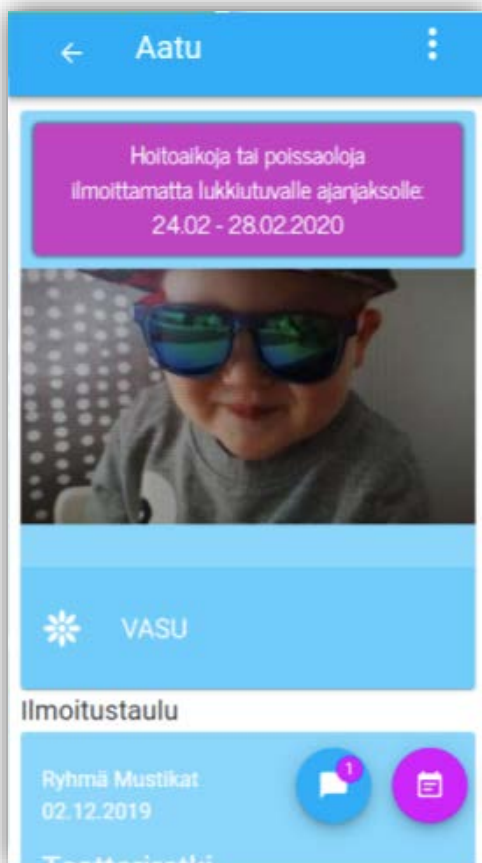 Aatu
Hoitoaikoja tai poissaoloja
ilmoittamatta lukkiutuvalle ajanjaksolle:
24.02 - 28.02.2020
VASU
Ilmoitustaulu
Ryhmä Mustikat
1
02.12.2019